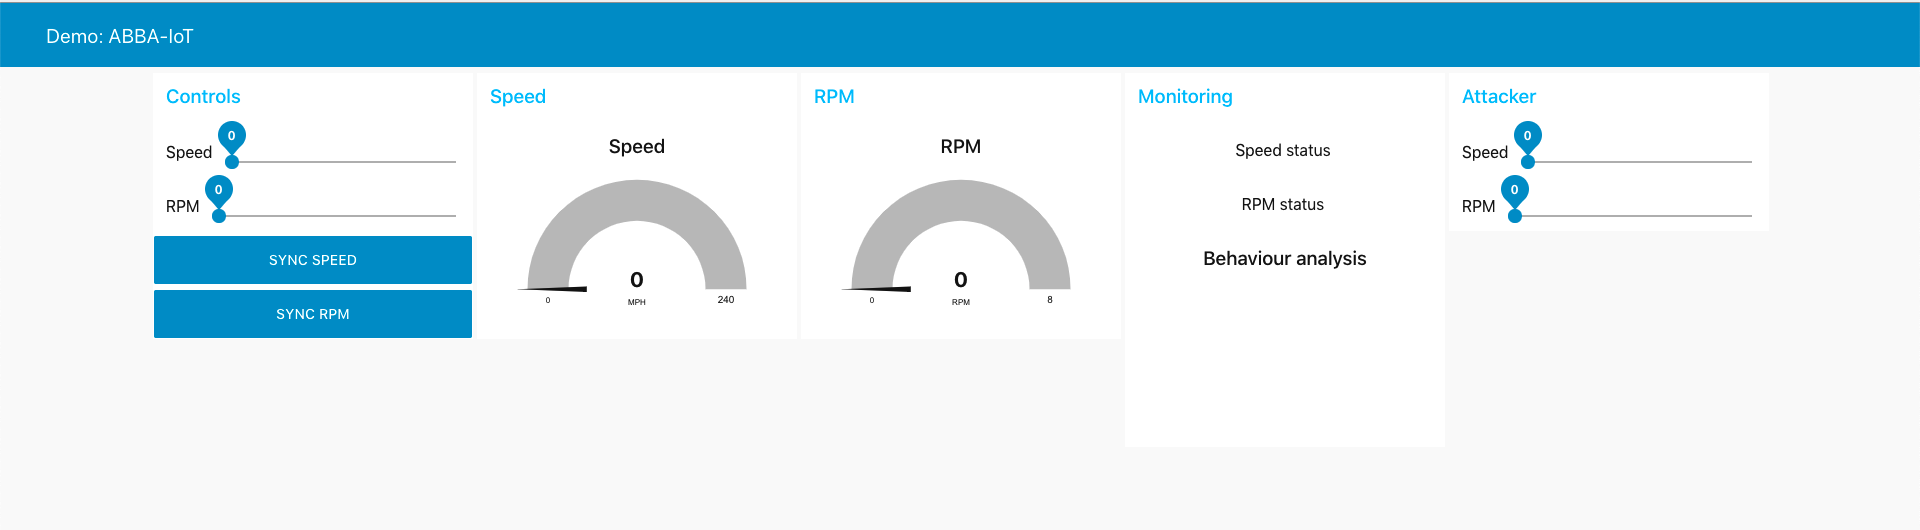 Demo: ABBA-IoT
Controls
Speed 0
RPM 0
SYNC SPEED
SYNC RPM
Speed
Speed
0
MPH
0 240
RPM
RPM
0
RPM
0 8
Monitoring
Speed status
RPM status
Behaviour analysis
Attacker
Speed 0
RPM 0